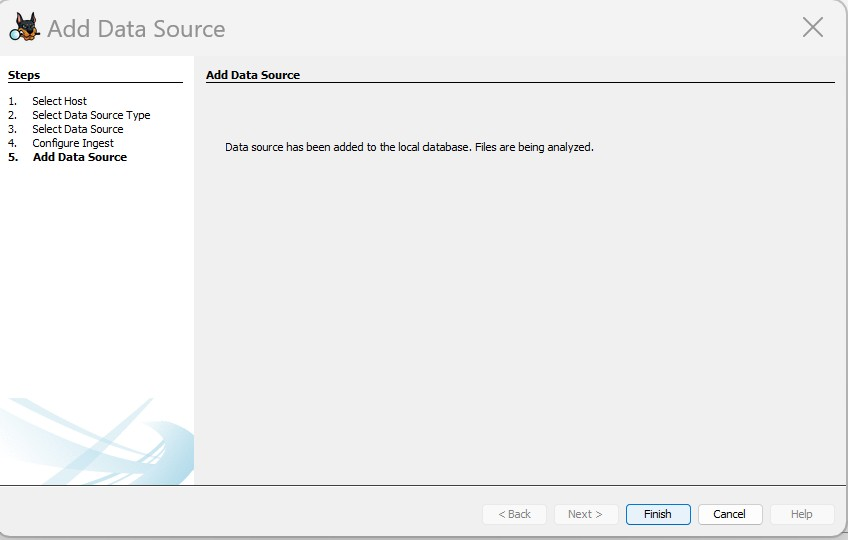 Add Data Source
Steps
1. Select Host
2. Select Data Source Type
3. Select Data Source
4. Configure Ingest
5. Add Data Source
Add Data Source
Data source has been added to the local database. Files are being analyzed.
< Back
Next >
Finish
Cancel
Help